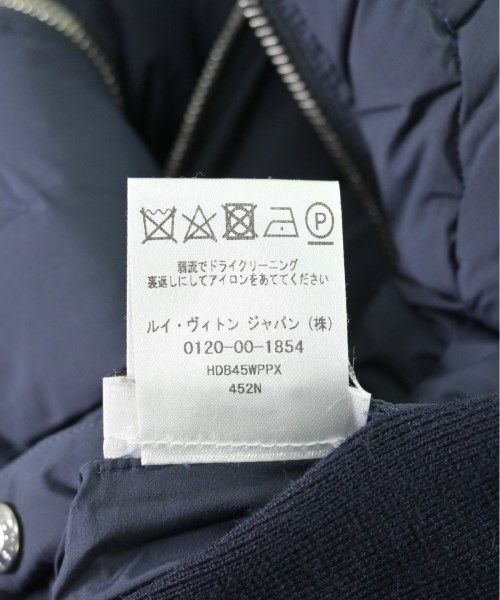 P
弱流でドライクリーニング
裏返しにしてアイロンをあててください
ルイ・ヴィトン ジャパン (株)
0120-00-1854
HDB45WPPX
452N